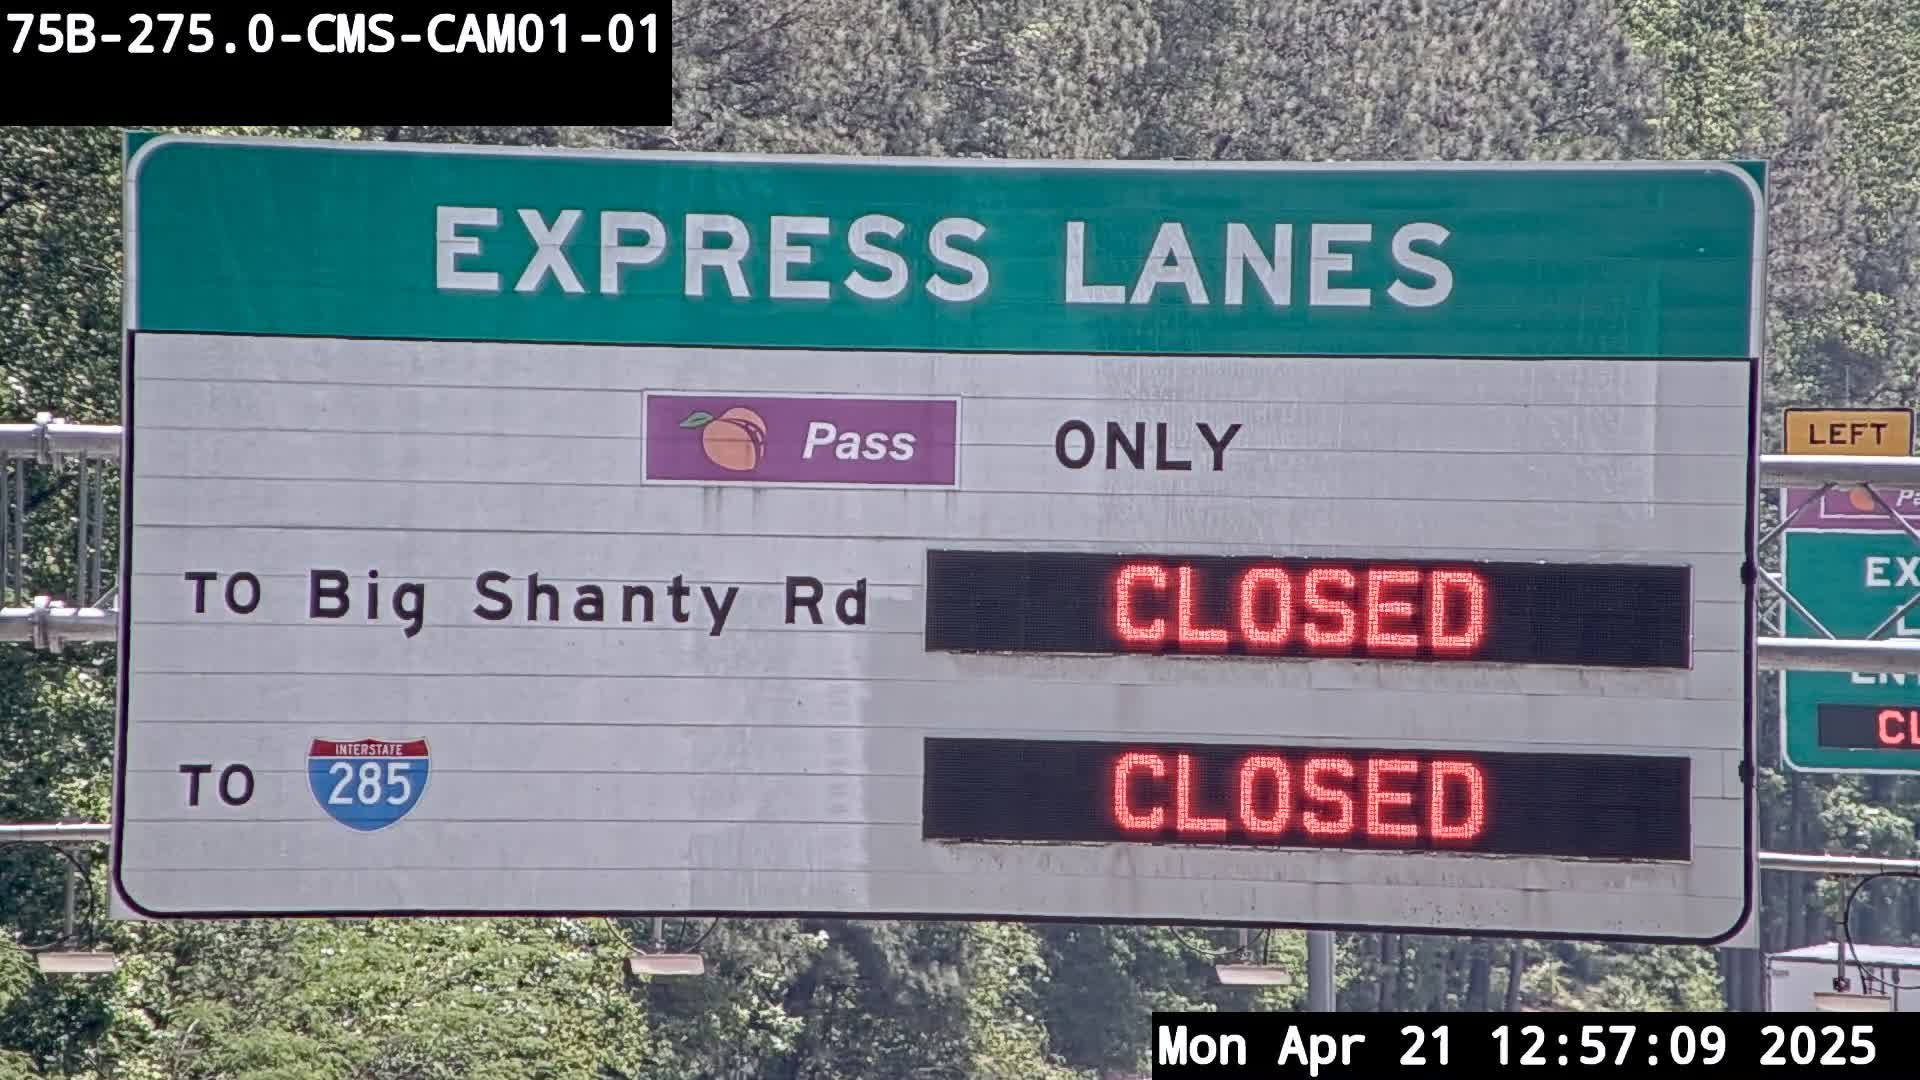 75B-275.0-CMS-CAM01-01
EXPRESS LANES
Pass ONLY
LEFT
TO Big Shanty Rd CLOSED
TO INTERSTATE 285 CLOSED
Mon Apr 21 12:57:09 2025